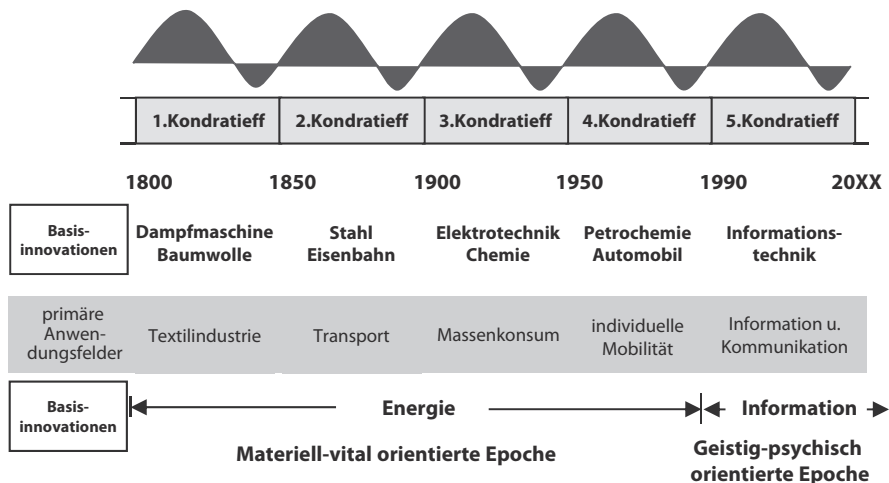 1.Kondratieff 2.Kondratieff 3.Kondratieff 4.Kondratieff 5.Kondratieff
1800 1850 1900 1950 1990 20XX
Basis-
innovationen
Dampfmaschine
Baumwolle
Stahl
Eisenbahn
Elektrotechnik
Chemie
Petrochemie
Automobil
Informations-
technik
primäre
Anwen-
dungsfelder
Textilindustrie
Transport
Massenkonsum
individuelle
Mobilität
Information u.
Kommunikation
Basis-
innovationen
Energie
Information
Materiell-vital orientierte Epoche
Geistig-psychisch
orientierte Epoche